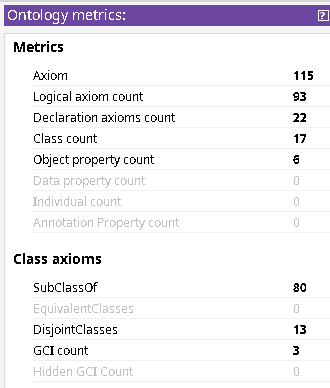 Ontology metrics:
Metrics
Axiom 115
Logical axiom count 93
Declaration axioms count 22
Class count 17
Object property count 6
Data property count 0
Individual count 0
Annotation Property count 0
Class axioms
SubClassOf 80
EquivalentClasses 0
DisjointClasses 13
GCI count 3
Hidden GCI Count 0